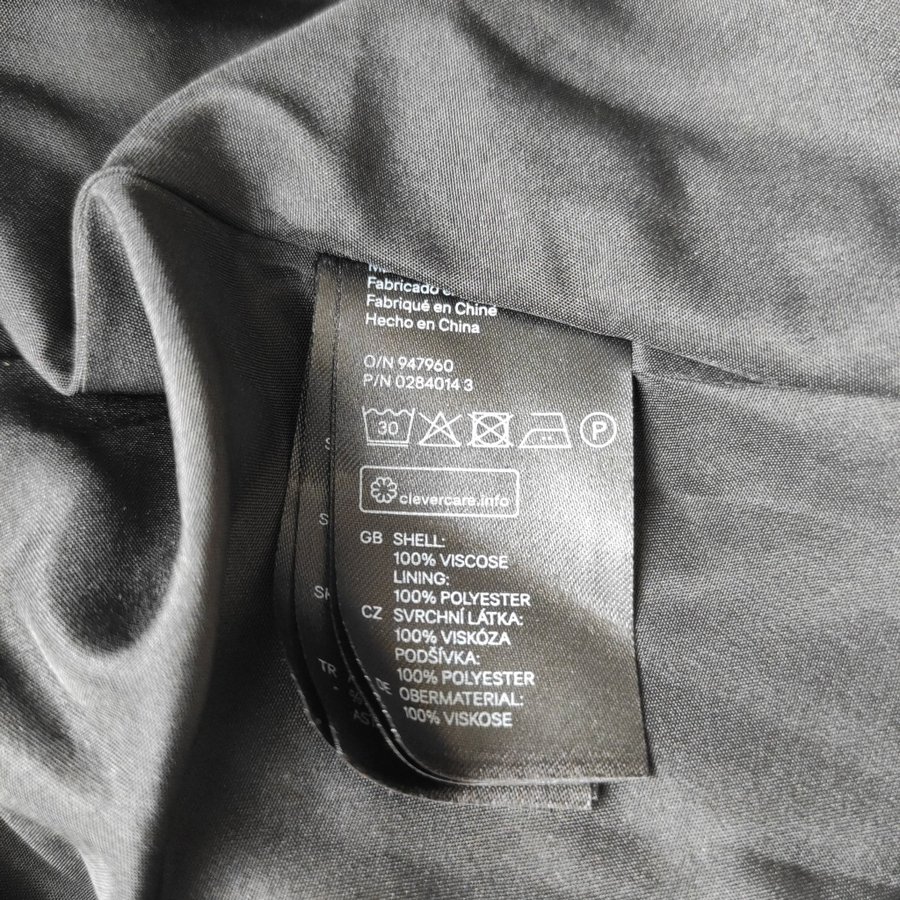 Fabricado
Fabriqué en Chine
Hecho en China
O/N 947960
P/N 0284014 3
30
P
clevercare.info
GB SHELL:
100% VISCOSE
LINING:
100% POLYESTER
CZ SVRCHNÍ LÁTKA:
100% VISKÓZA
PODŠÍVKA:
100% POLYESTER
DE OBERMATERIAL:
100% VISKOSE
S
S
TR